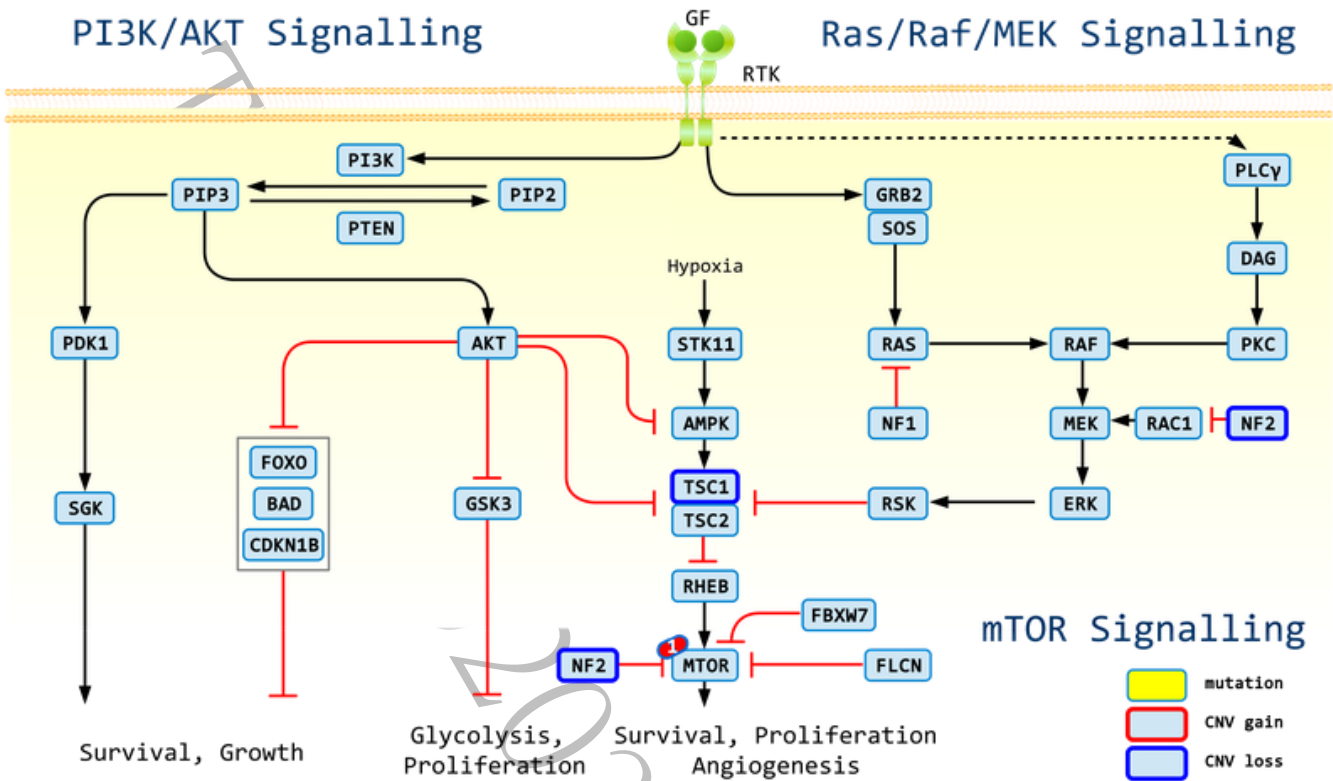 PI3K/AKT Signalling
GF
Ras/Raf/MEK Signalling
RTK
PI3K
PLCγ
PIP3
PIP2
GRB2
PTEN
SOS
DAG
Hypoxia
PDK1
AKT
STK11
RAS
RAF
PKC
AMPK
NF1
MEK
RAC1
NF2
FOXO
BAD
CDKN1B
SGK
GSK3
TSC1
TSC2
RSK
ERK
RHEB
FBXW7
1
NF2
MTOR
FLCN
mTOR Signalling
mutation
CNV gain
CNV loss
Survival, Growth
Glycolysis,
Proliferation
Survival, Proliferation
Angiogenesis